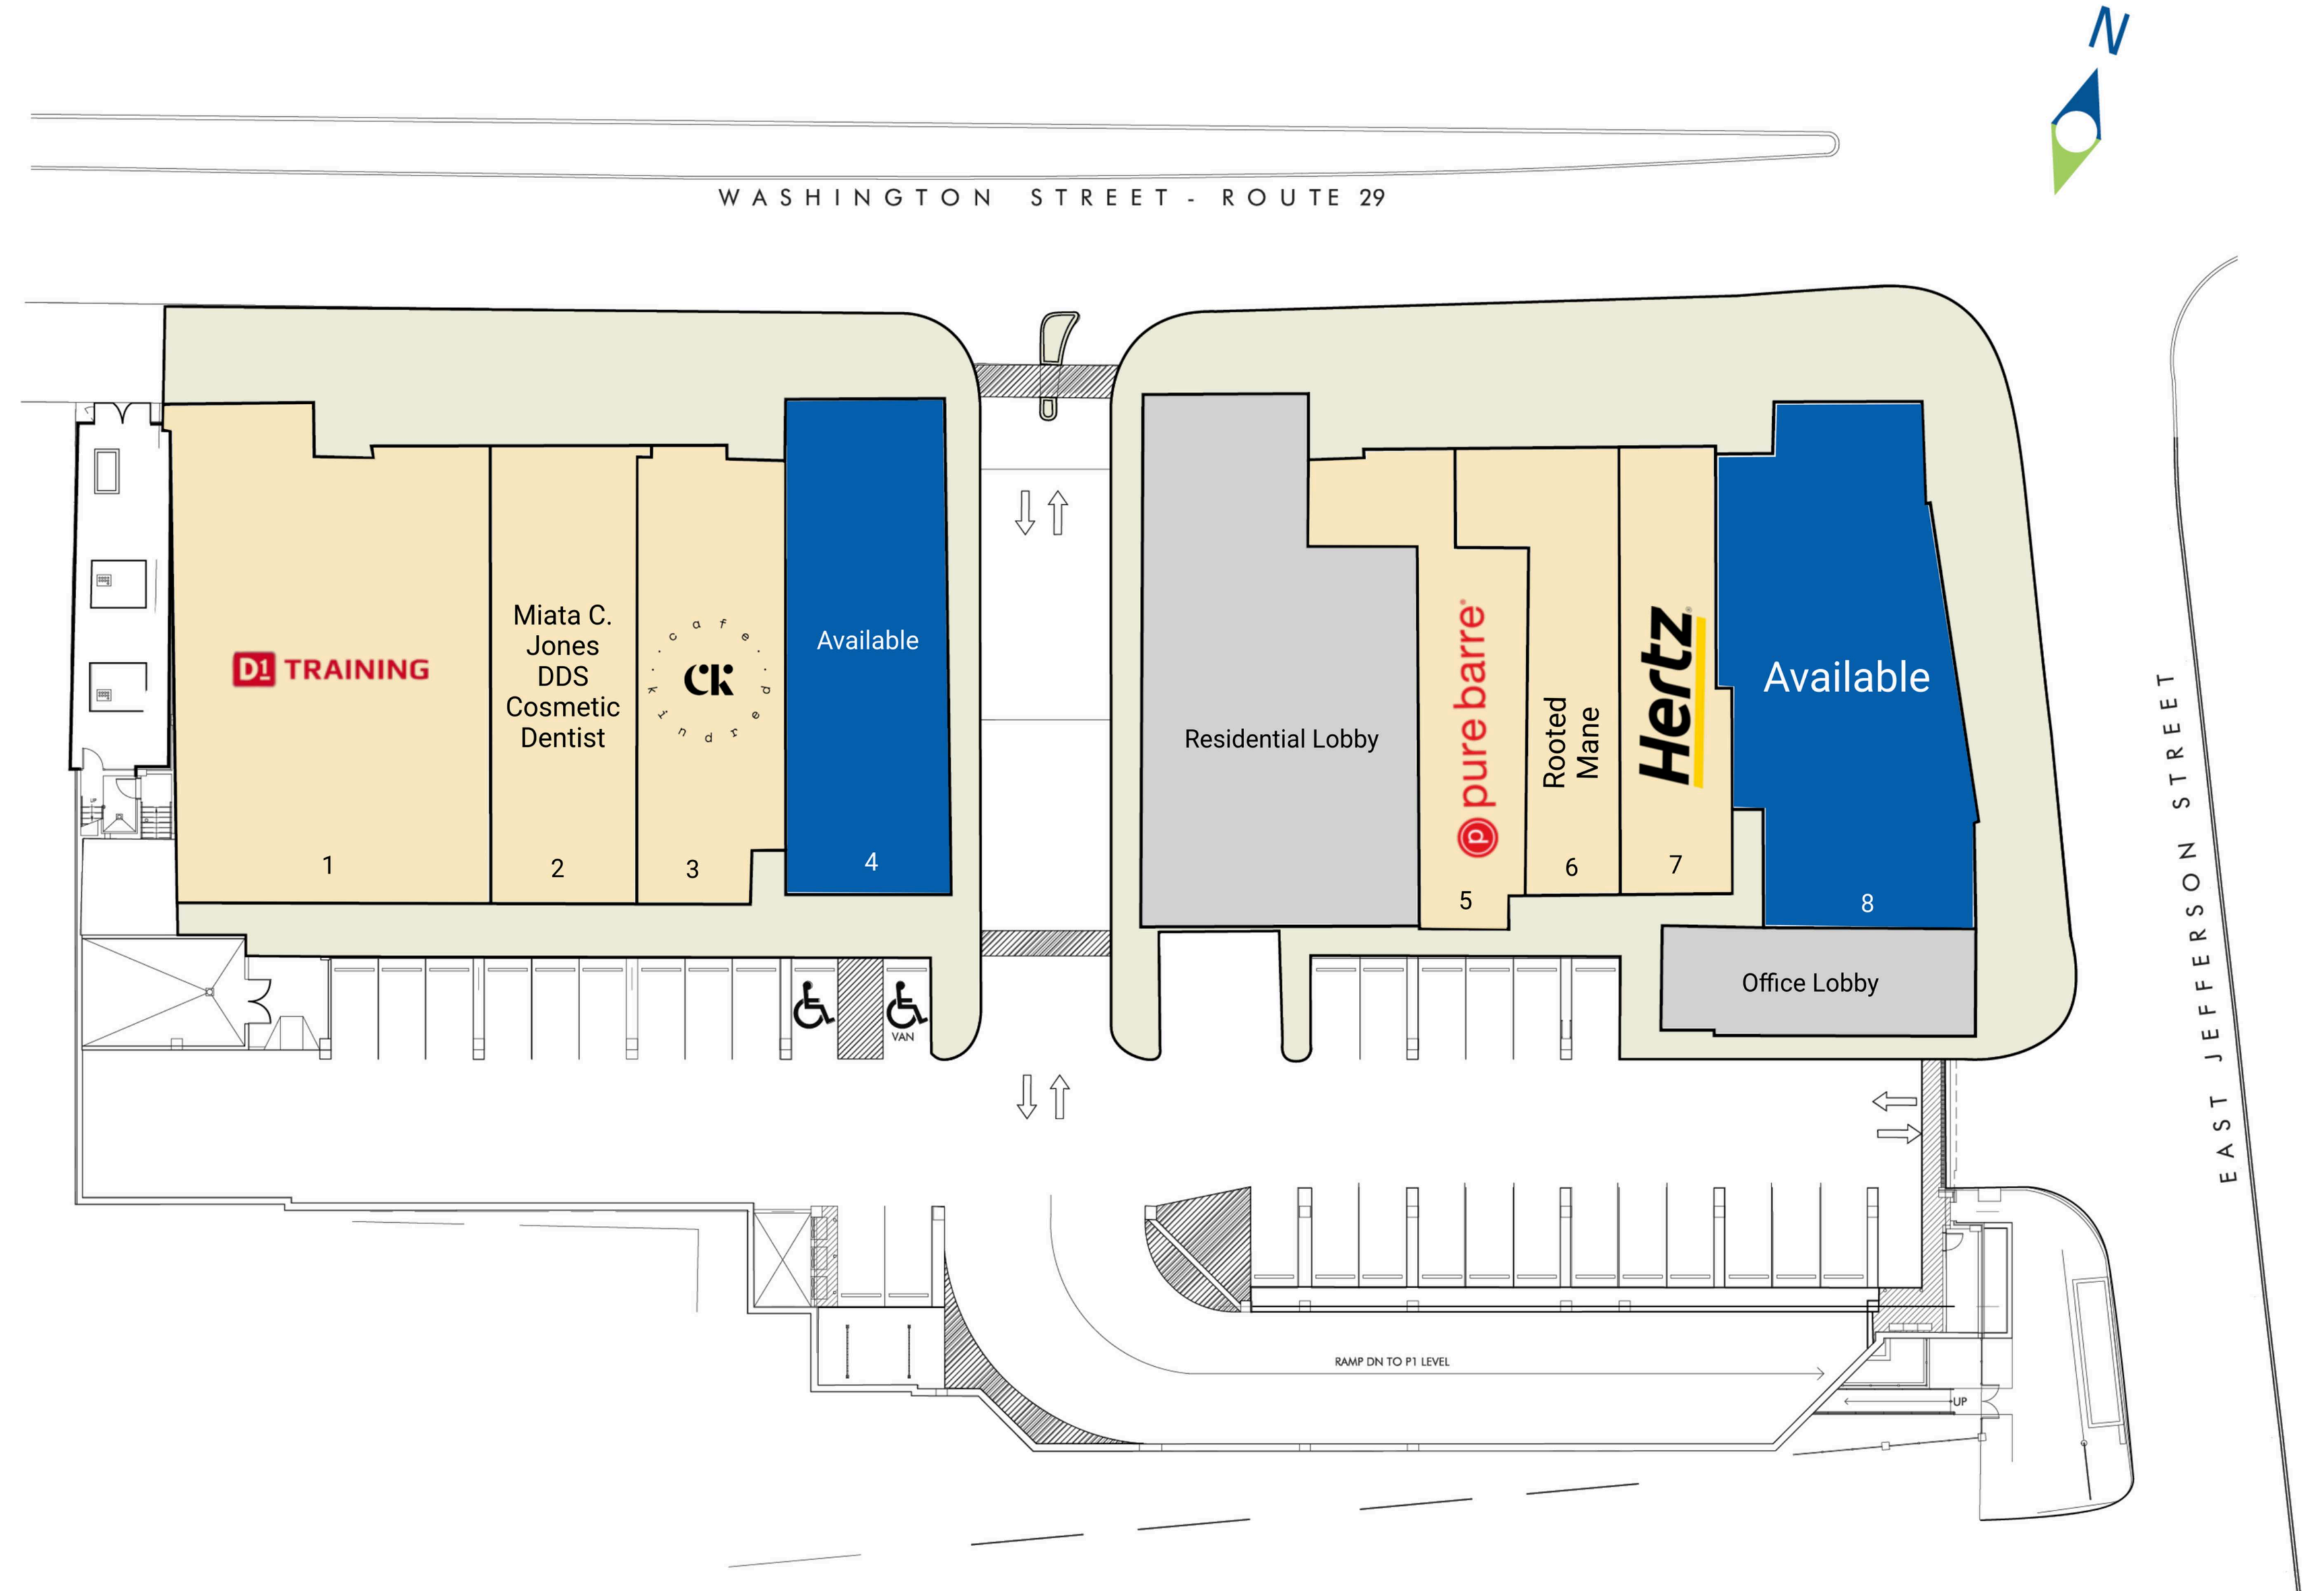 N
WASHINGTON STREET - ROUTE 29
D1 TRAINING
1
Miata C.
Jones
DDS
Cosmetic
Dentist
2
cafe · kindred ·
CK
3
Available
4
Residential Lobby
pure barre
5
Rooted
Mane
6
Hertz
7
Available
8
Office Lobby
EAST JEFFERSON STREET
UP
VAN
RAMP DN TO P1 LEVEL
UP